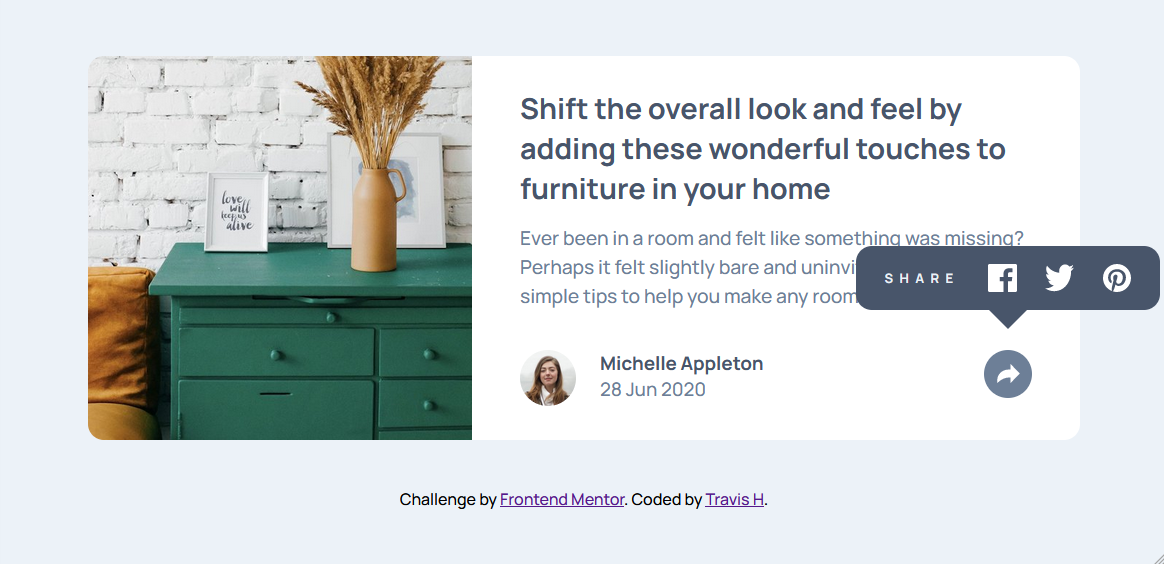 Shift the overall look and feel by
adding these wonderful touches to
furniture in your home
Ever been in a room and felt like something was missing?
Perhaps it felt slightly bare and uninvi
simple tips to help you make any room
SHARE
Michelle Appleton
28 Jun 2020
love
will
keep us
alive
Challenge by Frontend Mentor. Coded by Travis H.